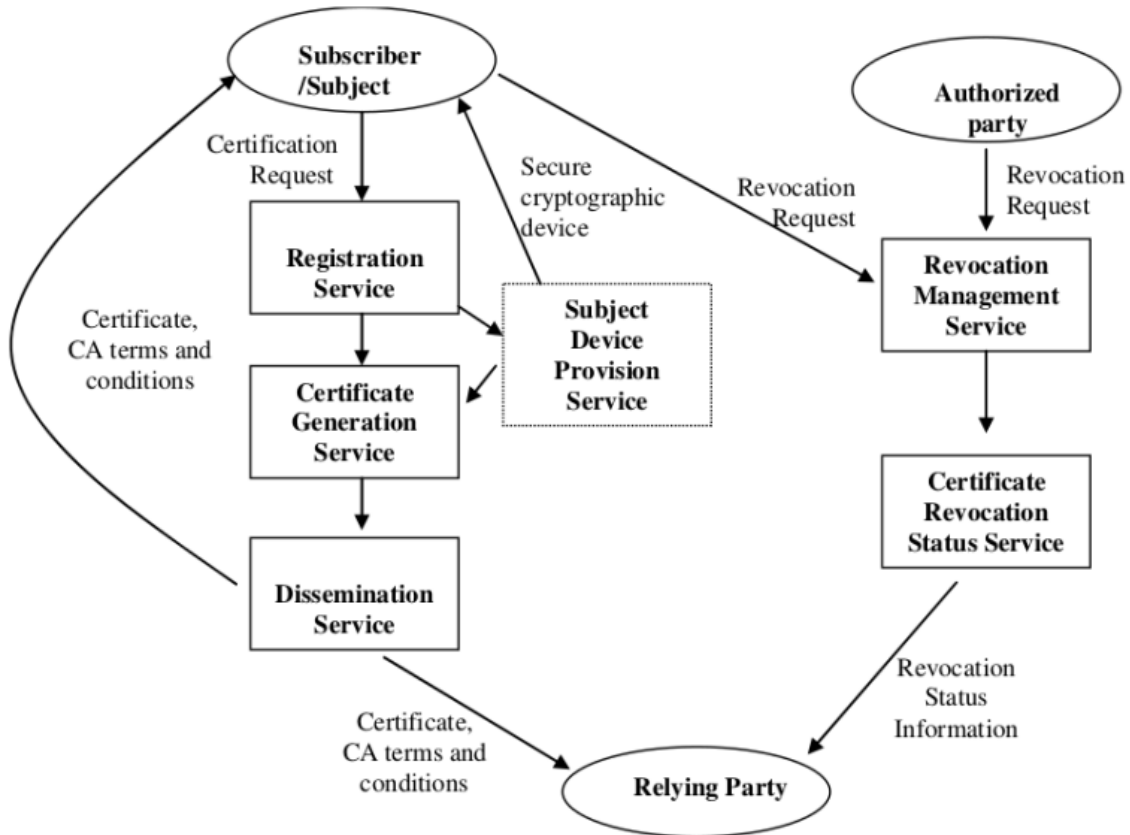 Subscriber
/Subject
Authorized
party
Certification
Request
Secure
cryptographic
device
Revocation
Request
Revocation
Request
Registration
Service
Subject
Device
Provision
Service
Revocation
Management
Service
Certificate,
CA terms and
conditions
Certificate
Generation
Service
Certificate
Revocation
Status Service
Dissemination
Service
Revocation
Status
Information
Certificate,
CA terms and
conditions
Relying Party